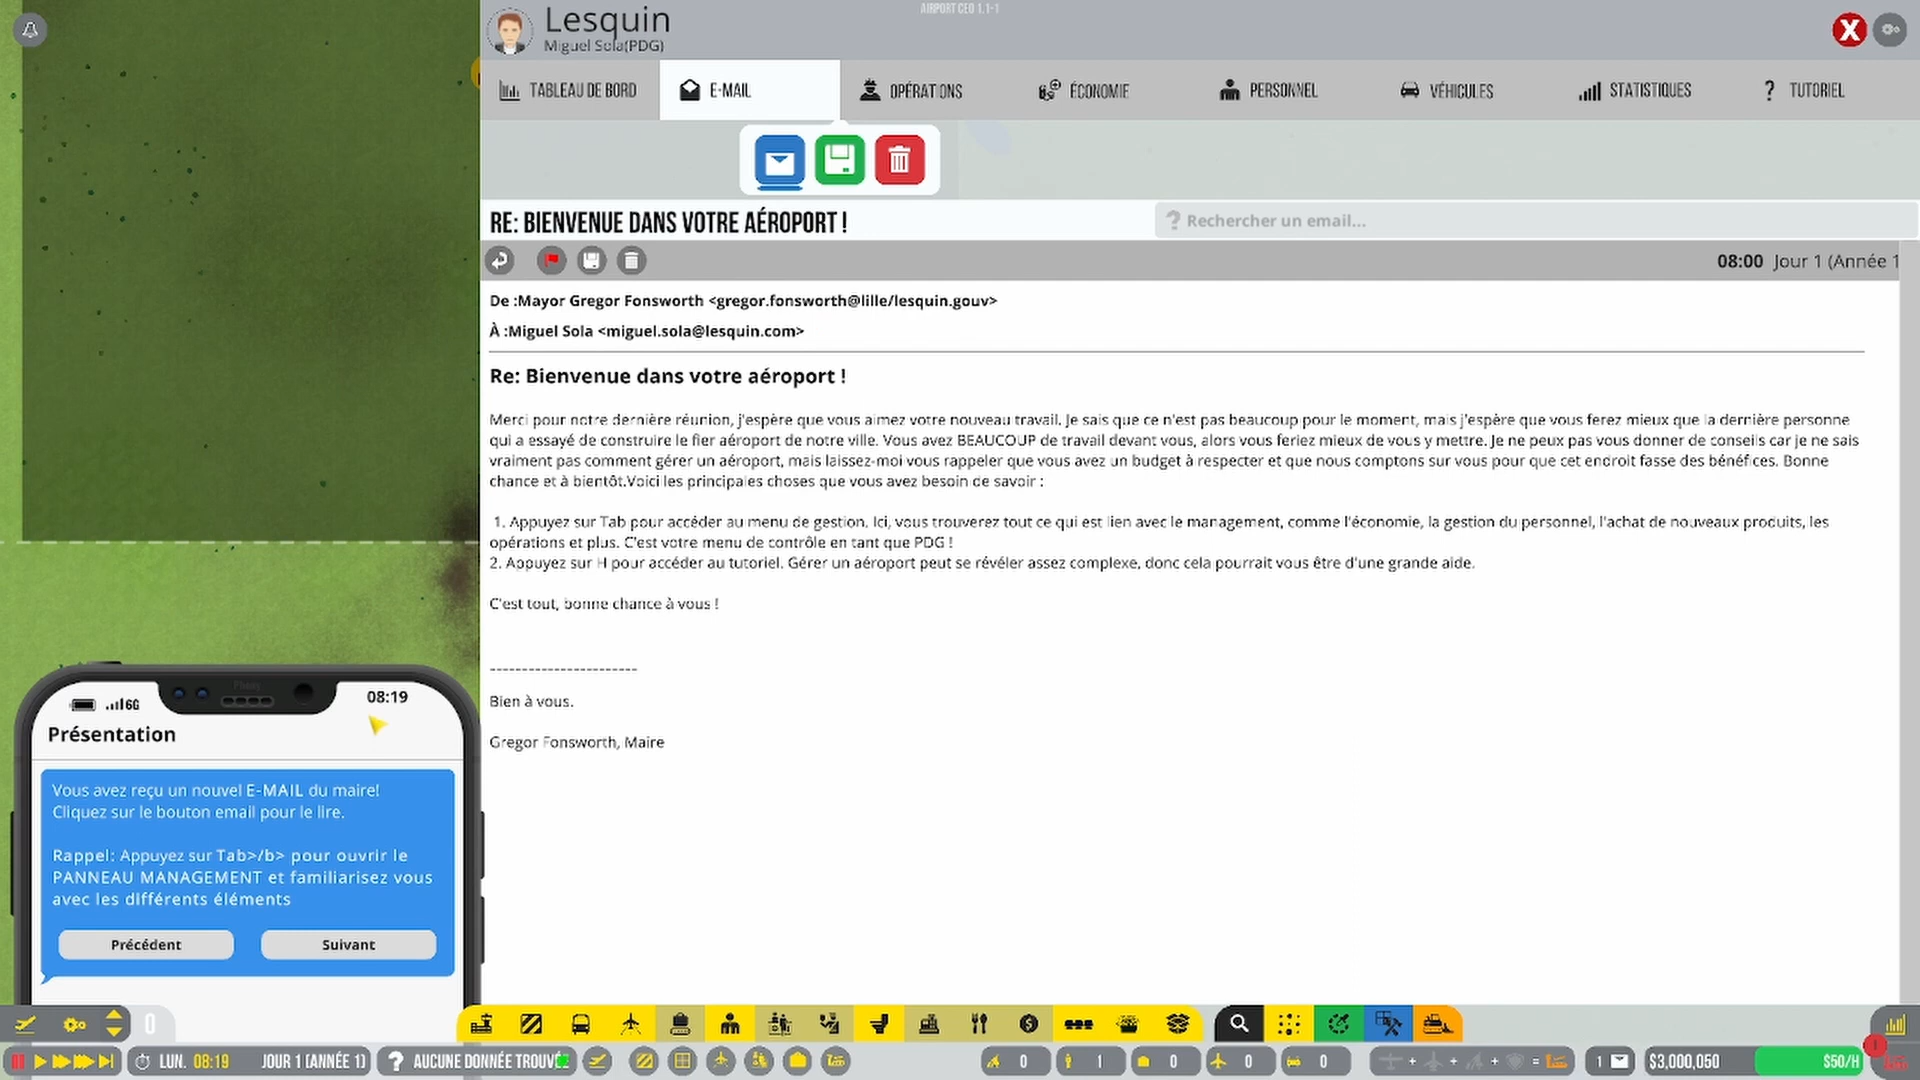 AIRPORT CEO 1.1-1
Lesquin
Miguel Sola(PDG)
X
TABLEAU DE BORD
E-MAIL
OPÉRATIONS
ÉCONOMIE
PERSONNEL
VÉHICULES
STATISTIQUES
? TUTORIEL
RE: BIENVENUE DANS VOTRE AÉROPORT !
? Rechercher un email...
08:00 Jour 1 (Année 1
De :Mayor Gregor Fonsworth <gregor.fonsworth@lille/lesquin.gouv>
À :Miguel Sola <miguel.sola@lesquin.com>
Re: Bienvenue dans votre aéroport !
Merci pour notre dernière réunion, j'espère que vous aimez votre nouveau travail. Je sais que ce n'est pas beaucoup pour le moment, mais j'espère que vous ferez mieux que la dernière personne
qui a essayé de construire le fier aéroport de notre ville. Vous avez BEAUCOUP de travail devant vous, alors vous feriez mieux de vous y mettre. Je ne peux pas vous donner de conseils car je ne sais
vraiment pas comment gérer un aéroport, mais laissez-moi vous rappeler que vous avez un budget à respecter et que nous comptons sur vous pour que cet endroit fasse des bénéfices. Bonne
chance et à bientôt.Voici les principales choses que vous avez besoin de savoir :
1. Appuyez sur Tab pour accéder au menu de gestion. Ici, vous trouverez tout ce qui est lien avec le management, comme l'économie, la gestion du personnel, l'achat de nouveaux produits, les
opérations et plus. C'est votre menu de contrôle en tant que PDG !
2. Appuyez sur H pour accéder au tutoriel. Gérer un aéroport peut se révéler assez complexe, donc cela pourrait vous être d'une grande aide.
C'est tout, bonne chance à vous !
-----------------------
Bien à vous.
Gregor Fonsworth, Maire
6G
08:19
Présentation
Vous avez reçu un nouvel E-MAIL du maire!
Cliquez sur le bouton email pour le lire.
Rappel: Appuyez sur Tab>/b> pour ouvrir le
PANNEAU MANAGEMENT et familiarisez vous
avec les différents éléments
Précédent
Suivant
0
LUN. 08:19 JOUR 1 (ANNÉE 1)
? AUCUNE DONNÉE TROUVÉ
0
1
0
0
0
+ + + =
1
$3,000,050
$50/H